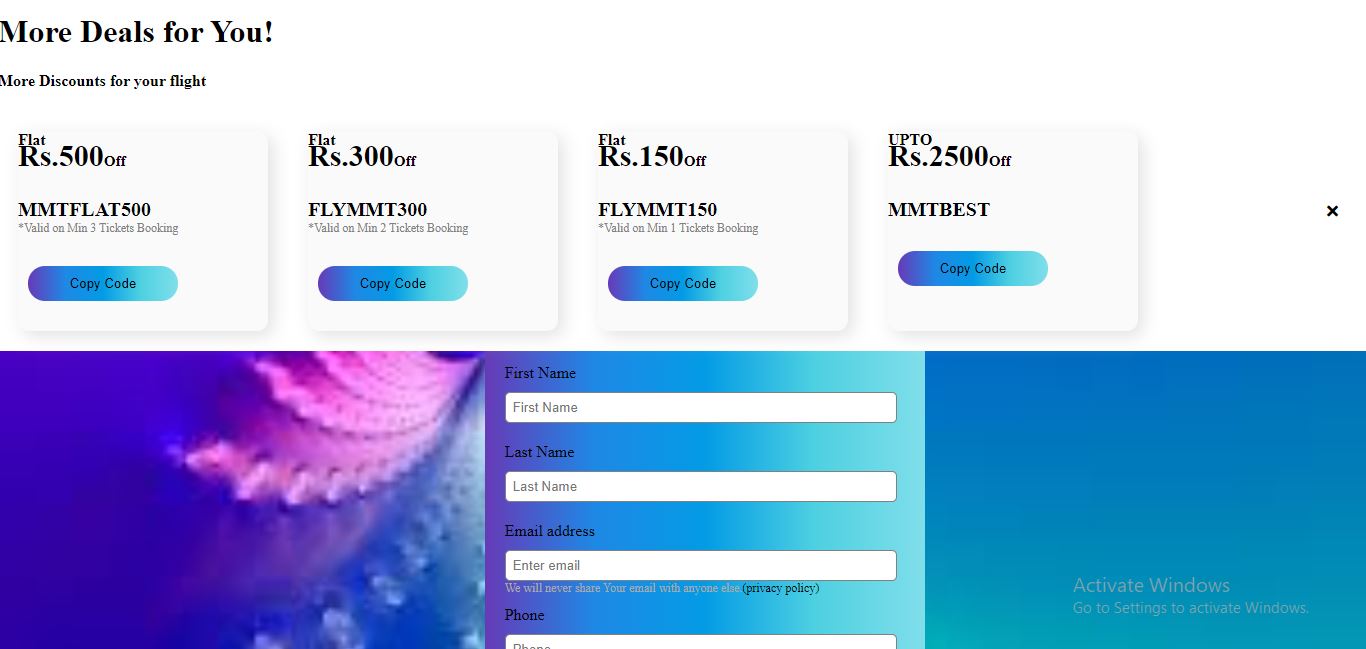 More Deals for You!
More Discounts for your flight
Flat
Rs.500Off
MMTFLAT500
*Valid on Min 3 Tickets Booking
Copy Code
Flat
Rs.300Off
FLYMMT300
*Valid on Min 2 Tickets Booking
Copy Code
Flat
Rs.150Off
FLYMMT150
*Valid on Min 1 Tickets Booking
Copy Code
UPTO
Rs.2500Off
MMTBEST
Copy Code
×
First Name
First Name
Last Name
Last Name
Email address
Enter email
We will never share Your email with anyone else.(privacy policy)
Phone
Phone
Activate Windows
Go to Settings to activate Windows.